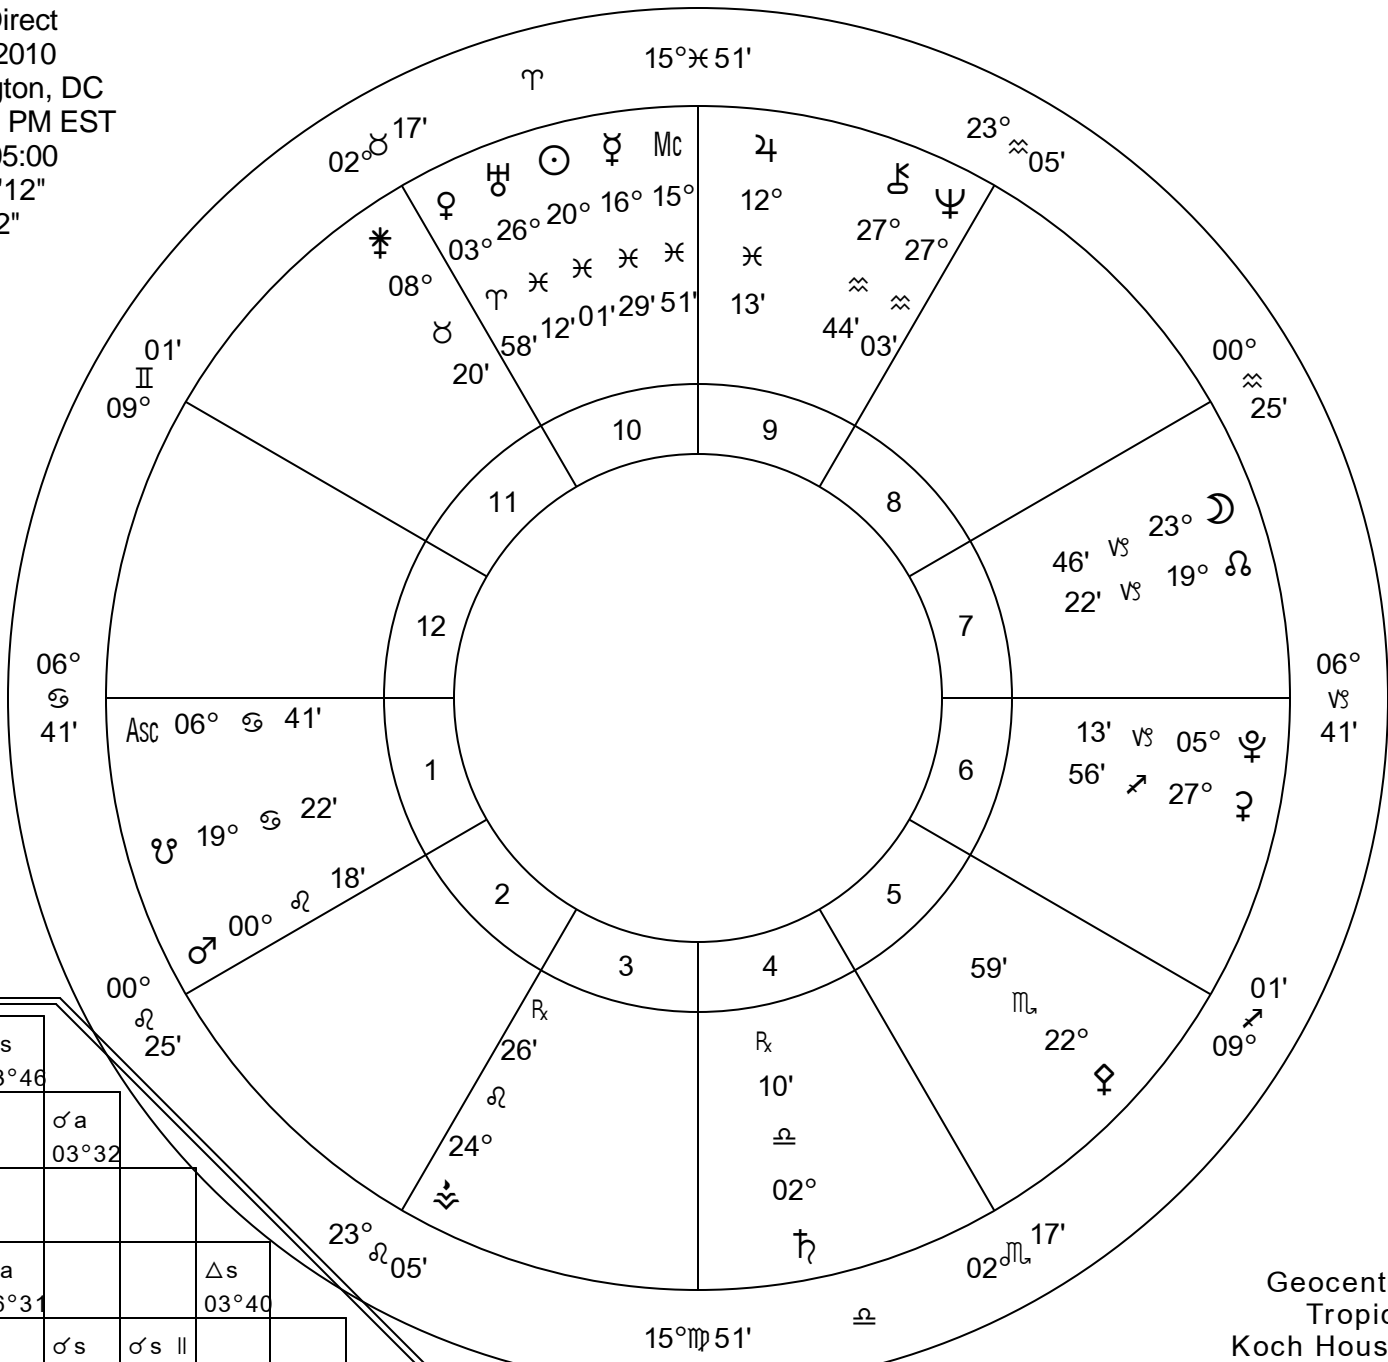 Direct
2010
gton, DC
PM EST
05:00
'12"
2"
15°♓51'
♈
02°♉17'
23°♒05'
01'
♊
09°
00°
♒
25'
06°
♋
41'
06°
♑
41'
00°
♌
25'
01'
♐
09°
23°♌05'
02°♏17'
15°♍51'
♎
⚵ 08° ♉ 20'
♀ 03° ♈ 58'
♅ 26° ♓ 12'
☉ 20° ♓ 01'
☿ 16° ♓ 29'
Mc 15° ♓ 51'
♃ 12° ♓ 13'
⚷ 27° ♒ 44'
♆ 27° ♒ 03'
46' ♑ 23° ☽
22' ♑ 19° ☊
13' ♑ 05° ♇
56' ♐ 27° ⚳
59' ♏ 22° ⚴
℞ 10' ♎ 02° ♄
℞ 26' ♌ 24° ⚶
Asc 06° ♋ 41'
☋ 19° ♋ 22'
♂ 00° ♌ 18'
10
9
11
8
12
7
1
6
2
5
3
4
s
3°46
☌a
03°32
a
6°31
△s
03°40
☌s
☌s ||
Geocent
Tropic
Koch Hous